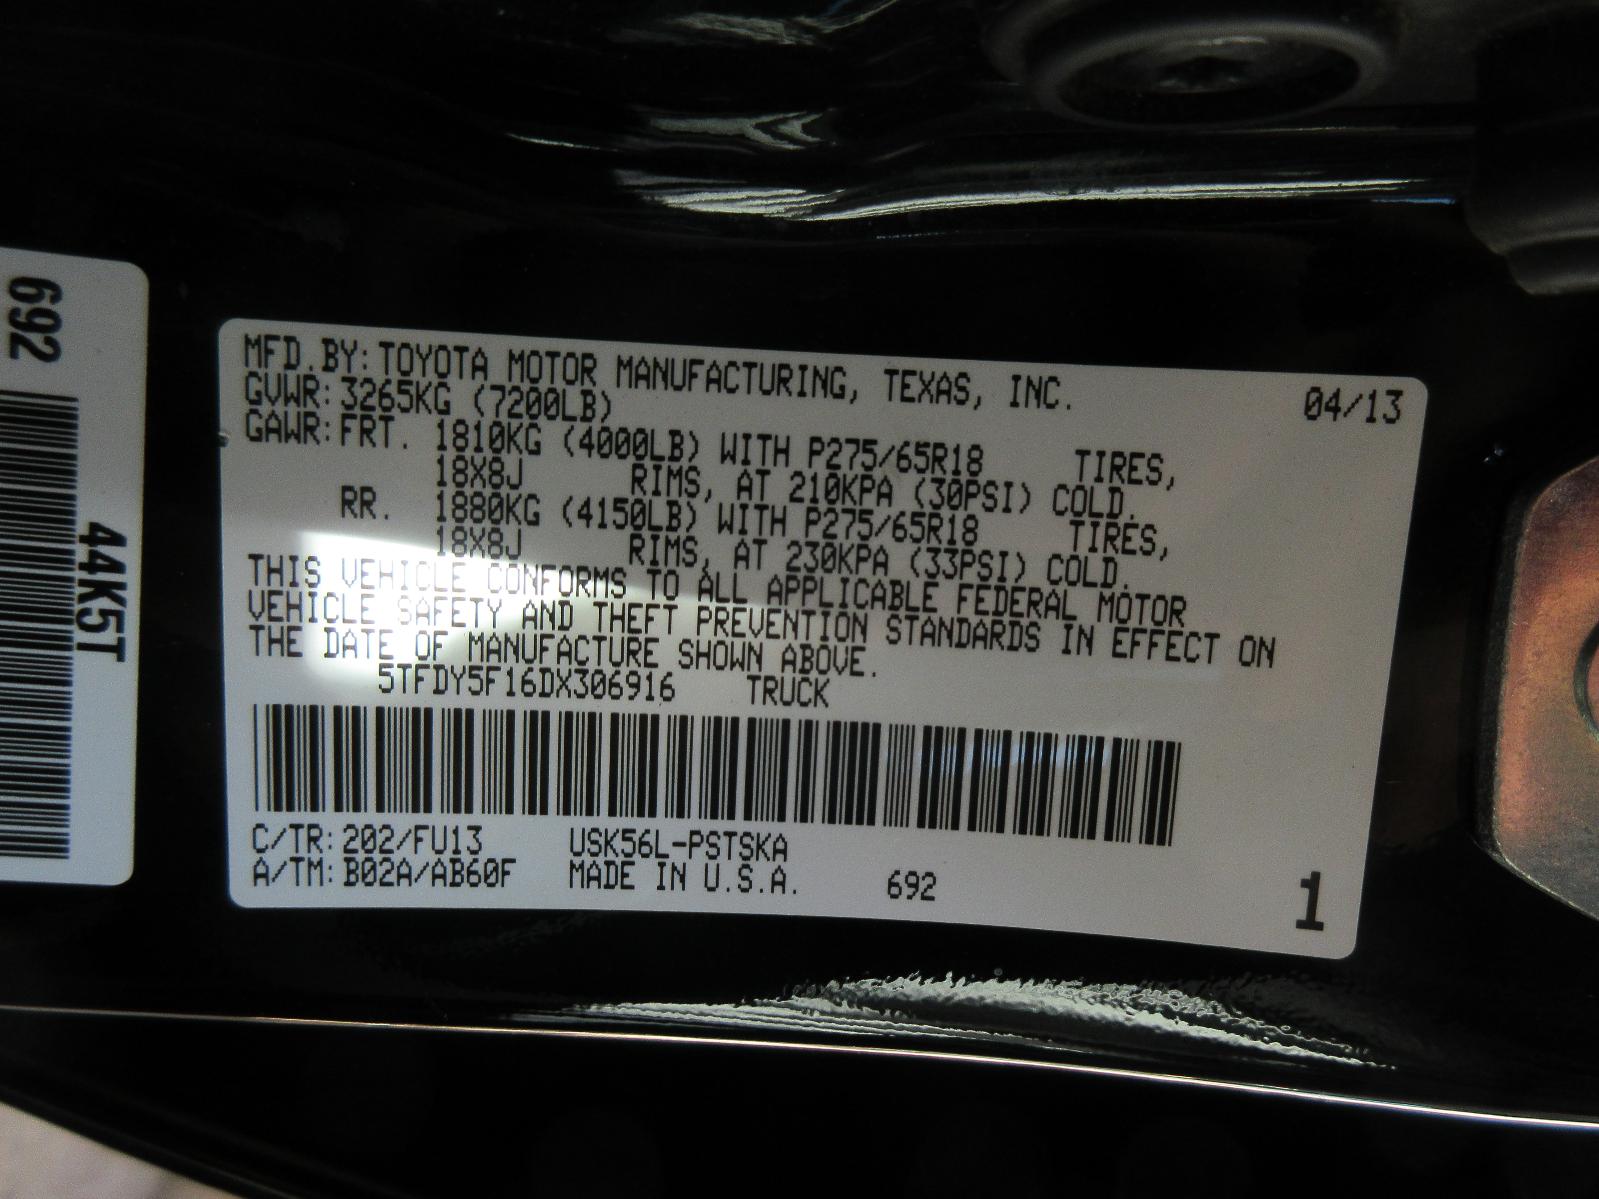 692
44K5T
MFD.BY: TOYOTA MOTOR MANUFACTURING, TEXAS, INC. 04/13
GVWR: 3265KG (7200LB)
GAWR: FRT. 1810KG (4000LB) WITH P275/65R18 TIRES,
18X8J RIMS, AT 210KPA (30PSI) COLD.
RR. 1880KG (4150LB) WITH P275/65R18 TIRES,
18X8J RIMS, AT 230KPA (33PSI) COLD.
THIS VEHICLE CONFORMS TO ALL APPLICABLE FEDERAL MOTOR
VEHICLE SAFETY AND THEFT PREVENTION STANDARDS IN EFFECT ON
THE DATE OF MANUFACTURE SHOWN ABOVE.
5TFDY5F16DX306916 TRUCK
C/TR: 202/FU13 USK56L-PSTSKA
A/TM: B02A/AB60F MADE IN U.S.A. 692
1